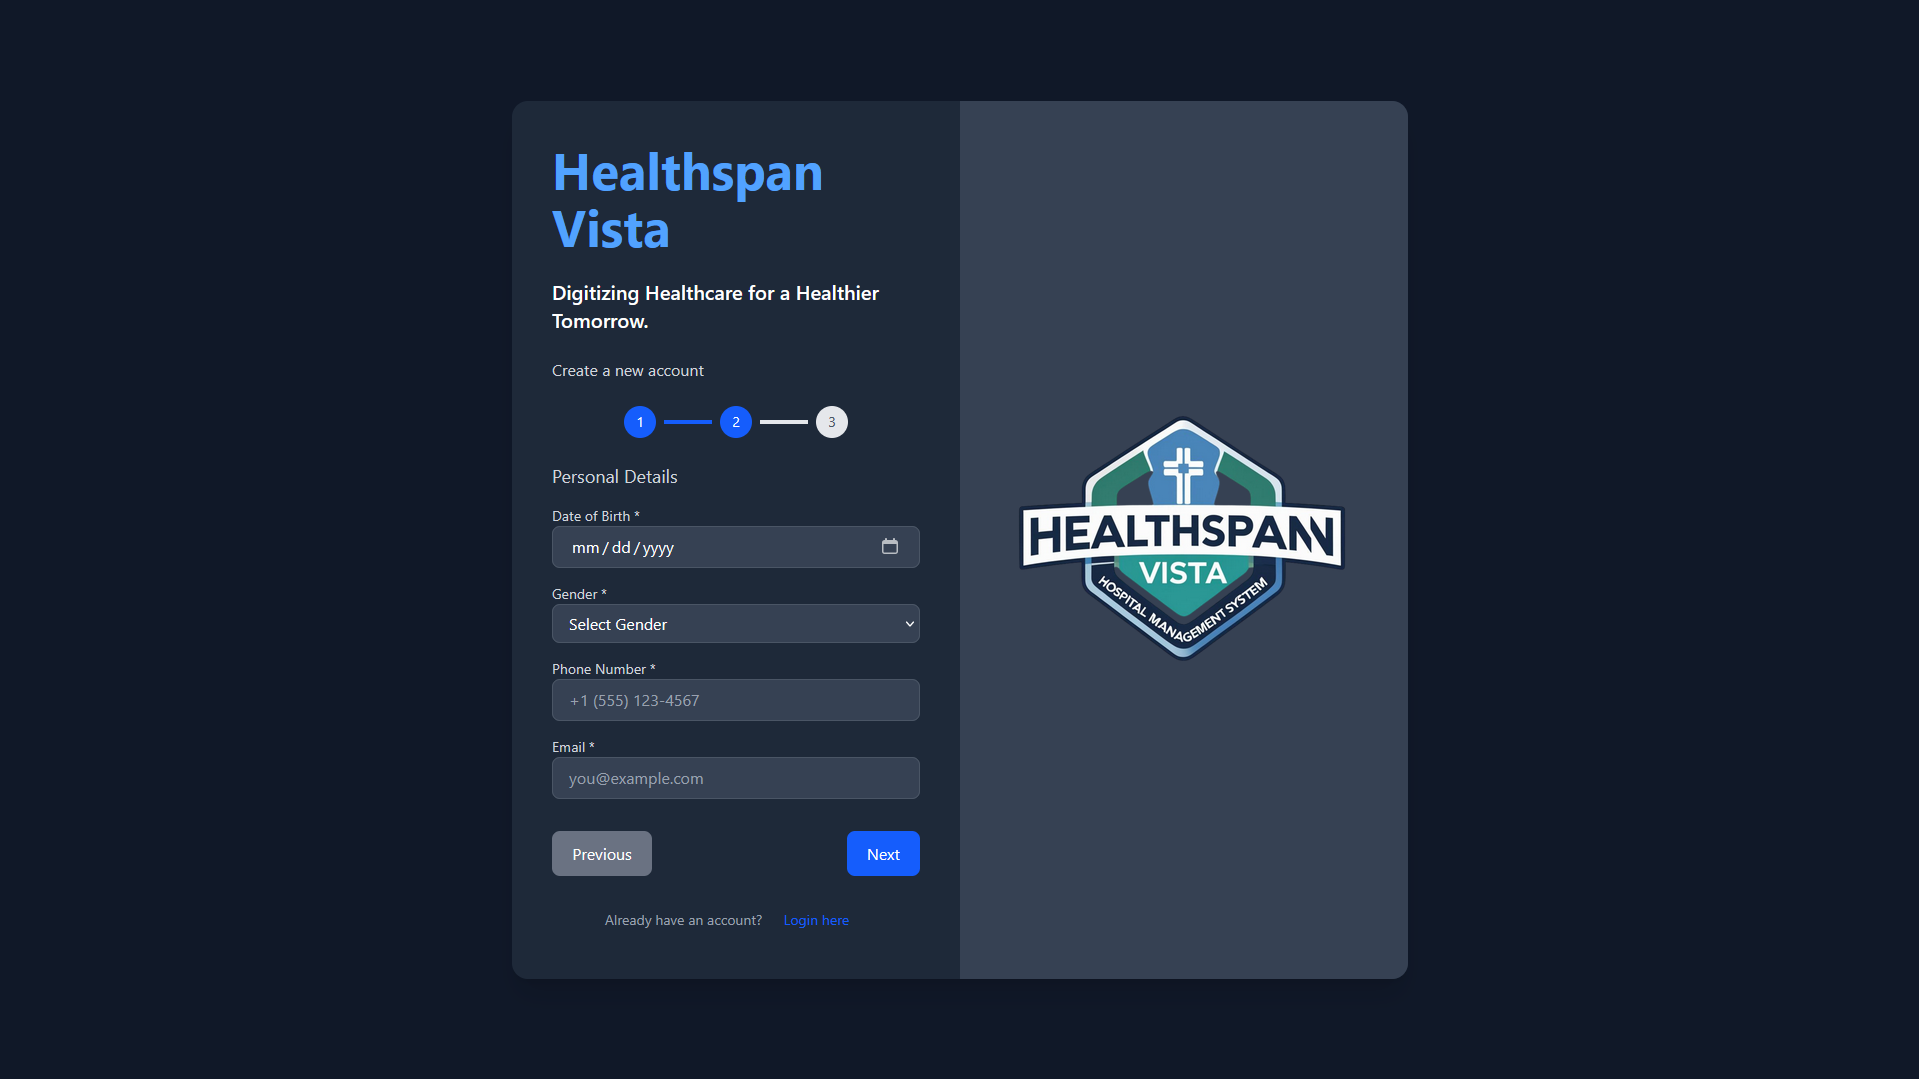 Healthspan
Vista
Digitizing Healthcare for a Healthier
Tomorrow.
Create a new account
1 2 3
Personal Details
Date of Birth *
mm/dd/yyyy
Gender *
Select Gender
Phone Number *
+1 (555) 123-4567
Email *
you@example.com
Previous Next
Already have an account? Login here
HEALTHSPANN
VISTA
HOSPITAL MANAGEMENT SYSTEM